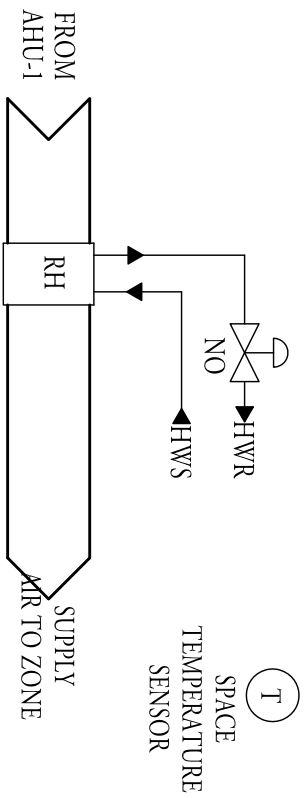 FROM
AHU-1
RH
NO
HWR
HWS
SUPPLY
AIR TO ZONE
T
SPACE
TEMPERATURE
SENSOR